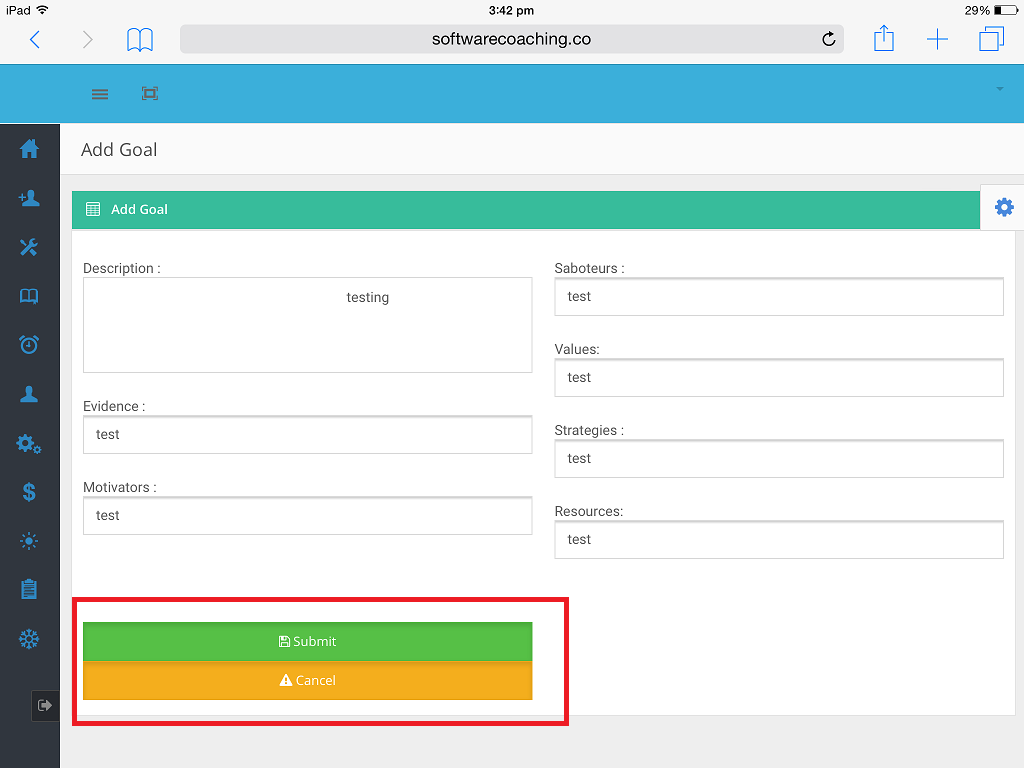 iPad 3:42 pm 29%
softwarecoaching.co
Add Goal
Add Goal
Description :
testing
Evidence :
test
Motivators :
test
Saboteurs :
test
Values:
test
Strategies :
test
Resources:
test
Submit
Cancel